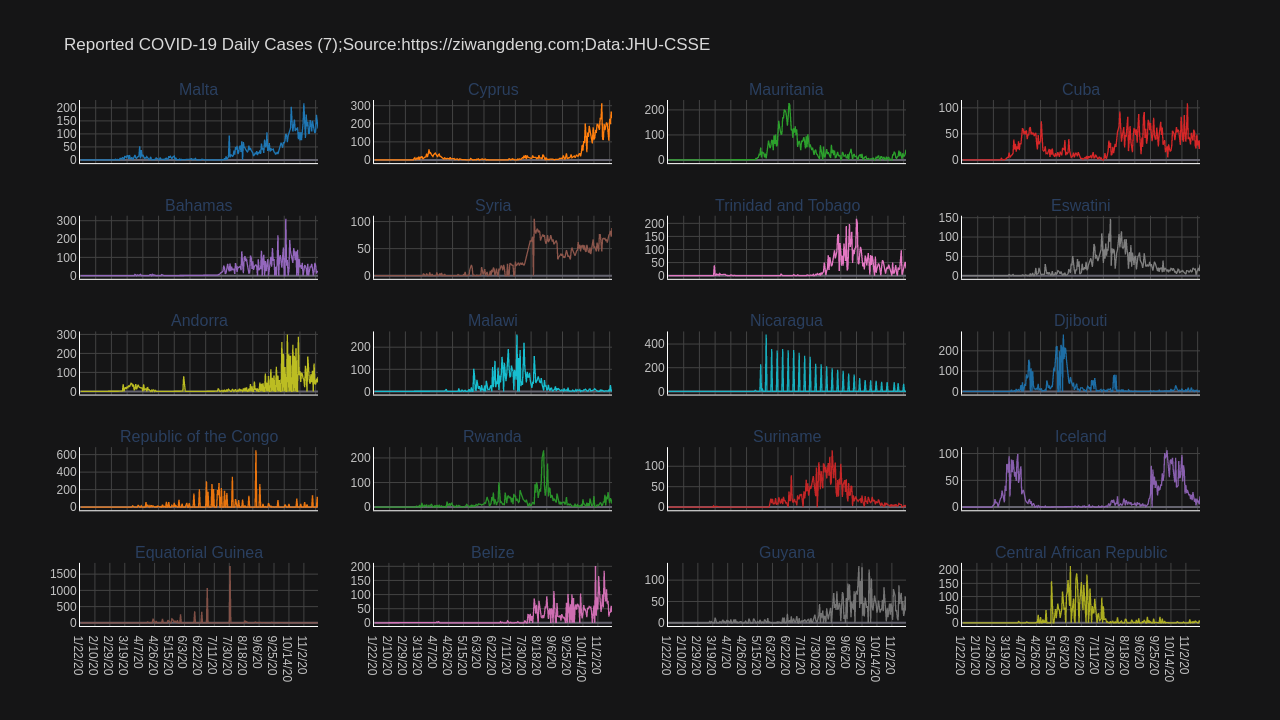 Reported COVID-19 Daily Cases (7);Source:https://ziwangdeng.com;Data:JHU-CSSE
Malta
200
150
100
50
0
Cyprus
300
200
100
0
Mauritania
200
100
0
Cuba
100
50
0
Bahamas
300
200
100
0
Syria
100
50
0
Trinidad and Tobago
200
150
100
50
0
Eswatini
150
100
50
0
Andorra
300
200
100
0
Malawi
200
100
0
Nicaragua
400
200
0
Djibouti
200
100
0
Republic of the Congo
600
400
200
0
Rwanda
200
100
0
Suriname
100
50
0
Iceland
100
50
0
Equatorial Guinea
1500
1000
500
0
Belize
200
150
100
50
0
Guyana
100
50
0
Central African Republic
200
150
100
50
0
1/22/20 2/10/20 2/29/20 3/19/20 4/7/20 4/26/20 5/15/20 6/3/20 6/22/20 7/11/20 7/30/20 8/18/20 9/6/20 9/25/20 10/14/20 11/2/20
1/22/20 2/10/20 2/29/20 3/19/20 4/7/20 4/26/20 5/15/20 6/3/20 6/22/20 7/11/20 7/30/20 8/18/20 9/6/20 9/25/20 10/14/20 11/2/20
1/22/20 2/10/20 2/29/20 3/19/20 4/7/20 4/26/20 5/15/20 6/3/20 6/22/20 7/11/20 7/30/20 8/18/20 9/6/20 9/25/20 10/14/20 11/2/20
1/22/20 2/10/20 2/29/20 3/19/20 4/7/20 4/26/20 5/15/20 6/3/20 6/22/20 7/11/20 7/30/20 8/18/20 9/6/20 9/25/20 10/14/20 11/2/20